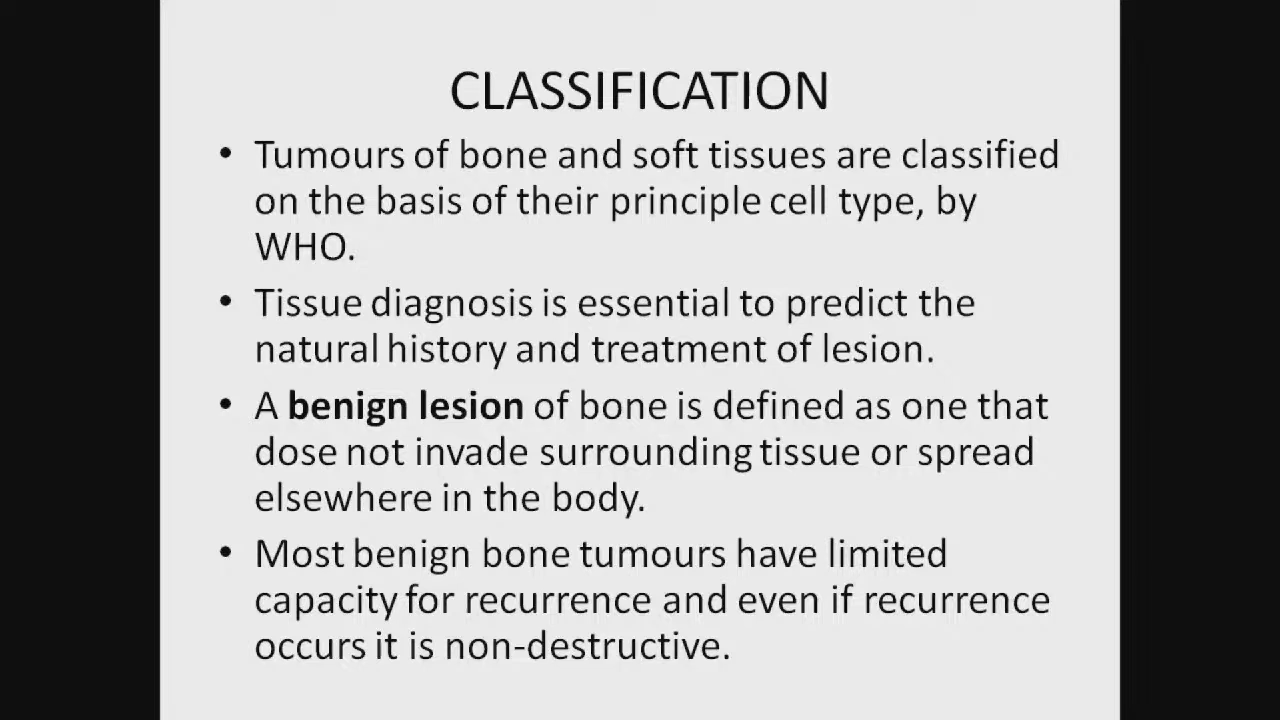 CLASSIFICATION
• Tumours of bone and soft tissues are classified
on the basis of their principle cell type, by
WHO.
• Tissue diagnosis is essential to predict the
natural history and treatment of lesion.
• A benign lesion of bone is defined as one that
dose not invade surrounding tissue or spread
elsewhere in the body.
• Most benign bone tumours have limited
capacity for recurrence and even if recurrence
occurs it is non-destructive.